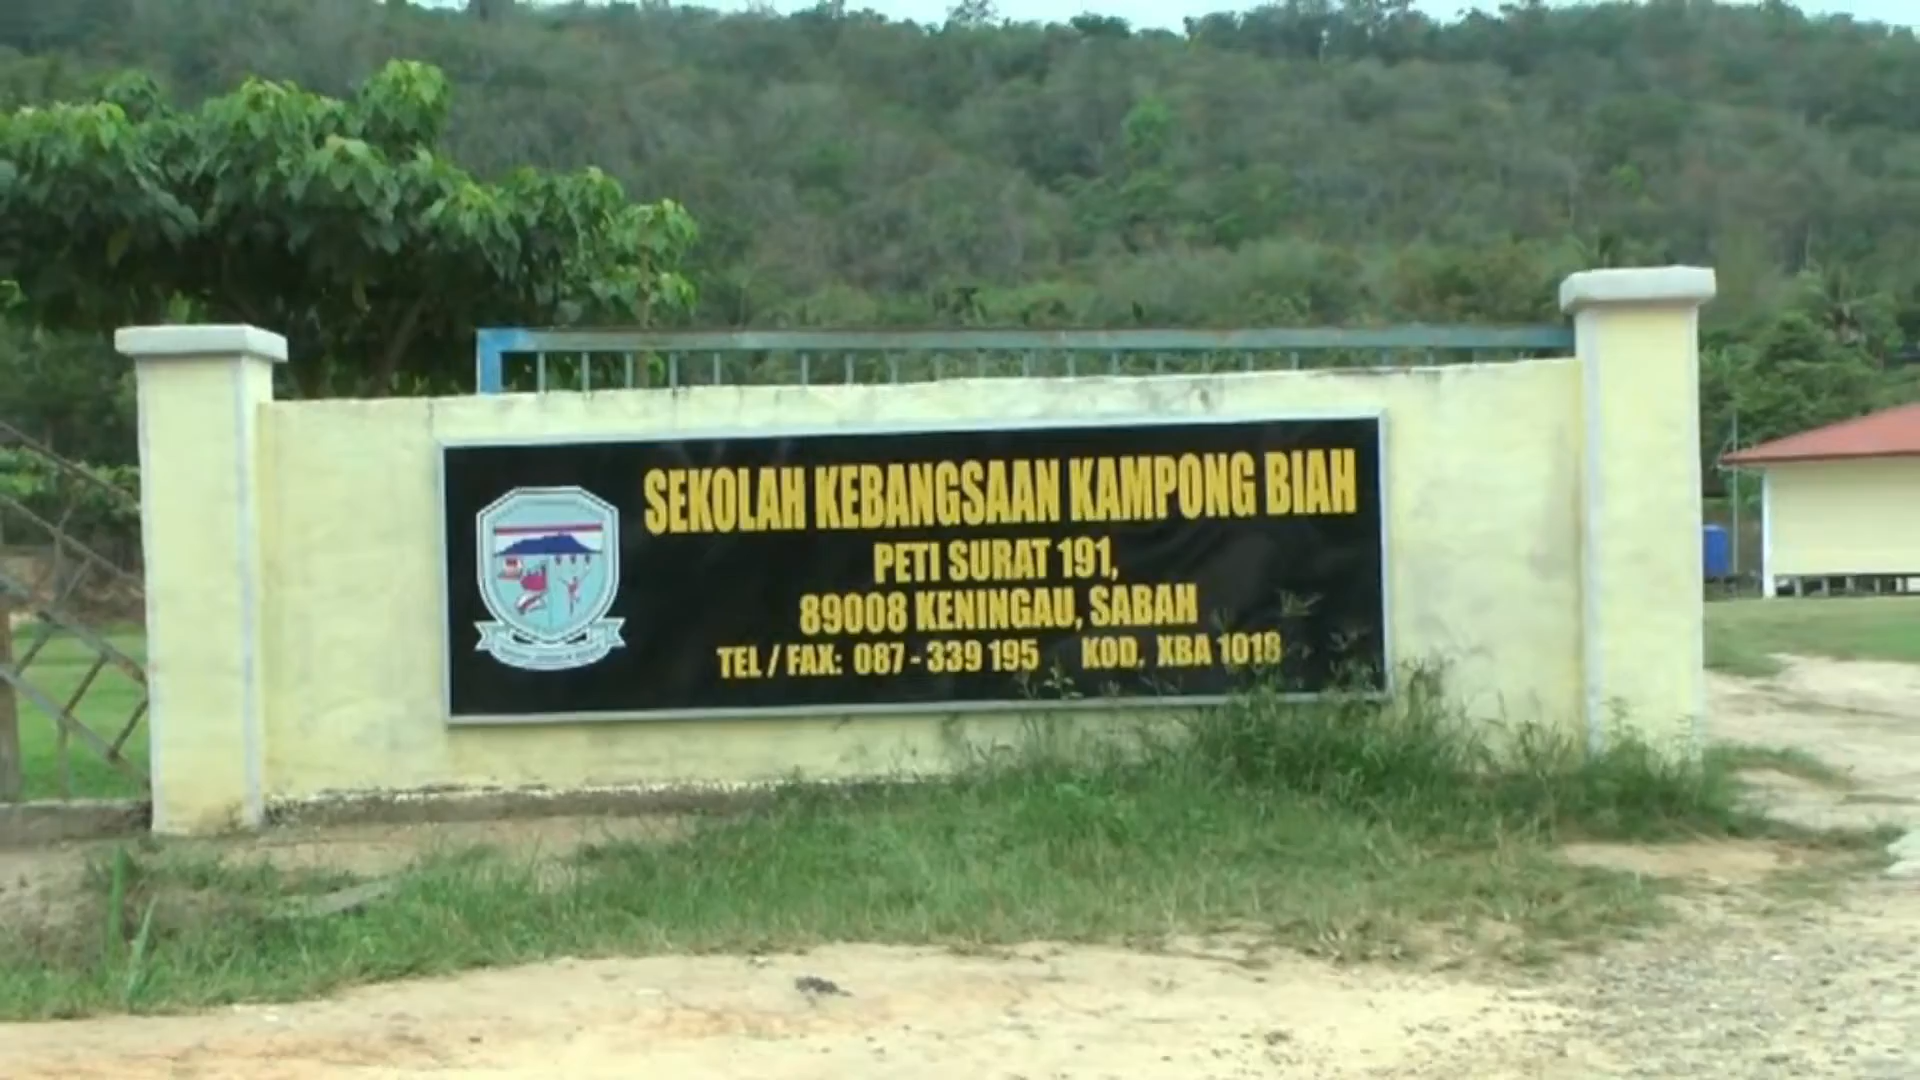 SEKOLAH KEBANGSAAN KAMPONG BIAH
PETI SURAT 191,
89008 KENINGAU, SABAH
TEL / FAX: 087 - 339 195 KOD. XBA 1018